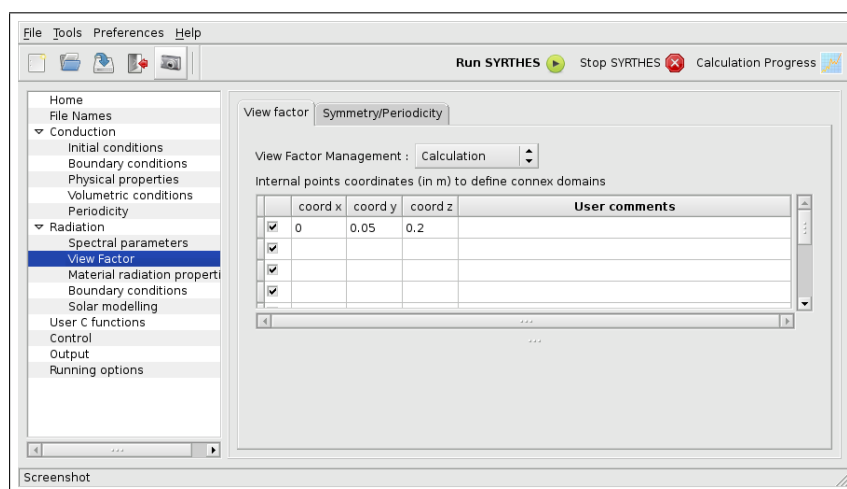 File Tools Preferences Help
Run SYRTHES Stop SYRTHES Calculation Progress
Home
File Names
Conduction
Initial conditions
Boundary conditions
Physical properties
Volumetric conditions
Periodicity
Radiation
Spectral parameters
View Factor
Material radiation properti
Boundary conditions
Solar modelling
User C functions
Control
Output
Running options
View factor Symmetry/Periodicity
View Factor Management : Calculation
Internal points coordinates (in m) to define connex domains
coord x coord y coord z User comments
0 0.05 0.2
Screenshot